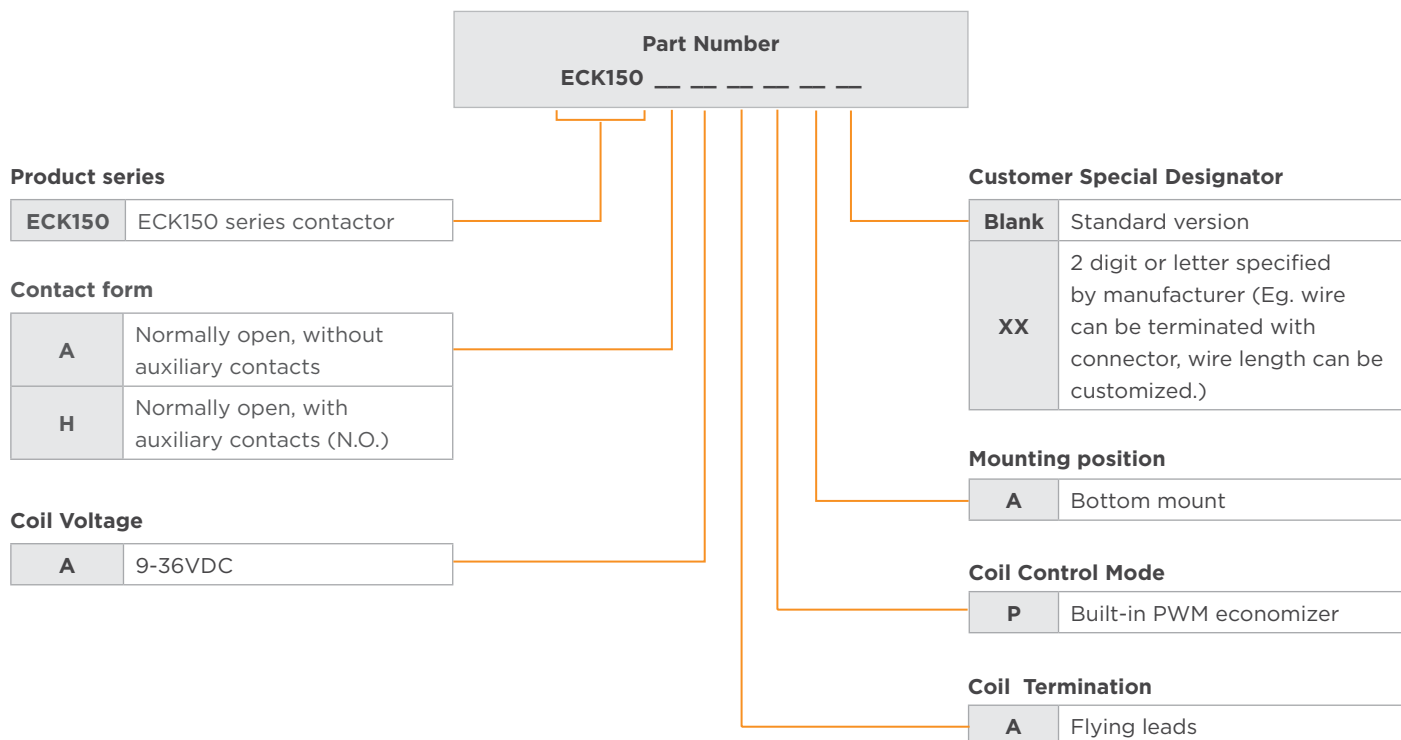 Part Number
ECK150 __ __ __ __ __ __
Product series
ECK150 ECK150 series contactor
Contact form
A Normally open, without
auxiliary contacts
H Normally open, with
auxiliary contacts (N.O.)
Coil Voltage
A 9-36VDC
Customer Special Designator
Blank Standard version
XX 2 digit or letter specified
by manufacturer (Eg. wire
can be terminated with
connector, wire length can be
customized.)
Mounting position
A Bottom mount
Coil Control Mode
P Built-in PWM economizer
Coil Termination
A Flying leads